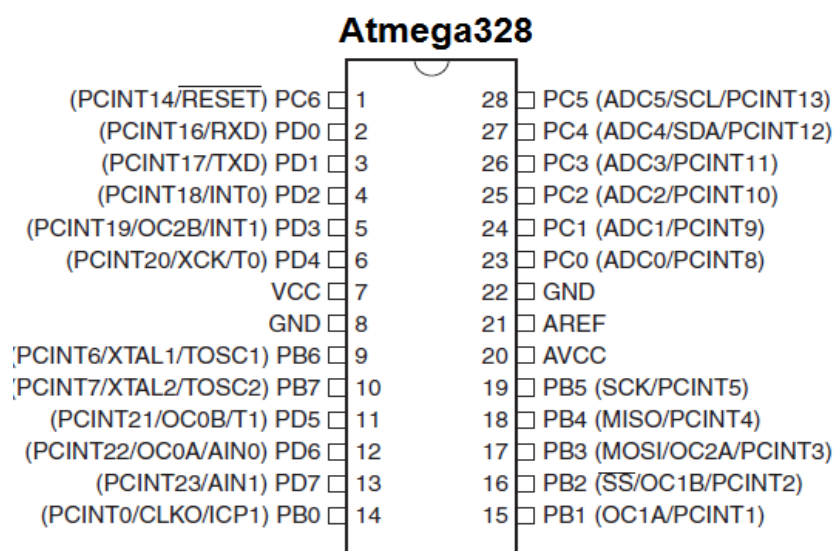 Atmega328
(PCINT14/RESET) PC6 1 28 PC5 (ADC5/SCL/PCINT13)
(PCINT16/RXD) PD0 2 27 PC4 (ADC4/SDA/PCINT12)
(PCINT17/TXD) PD1 3 26 PC3 (ADC3/PCINT11)
(PCINT18/INT0) PD2 4 25 PC2 (ADC2/PCINT10)
(PCINT19/OC2B/INT1) PD3 5 24 PC1 (ADC1/PCINT9)
(PCINT20/XCK/T0) PD4 6 23 PC0 (ADC0/PCINT8)
VCC 7 22 GND
GND 8 21 AREF
(PCINT6/XTAL1/TOSC1) PB6 9 20 AVCC
(PCINT7/XTAL2/TOSC2) PB7 10 19 PB5 (SCK/PCINT5)
(PCINT21/OC0B/T1) PD5 11 18 PB4 (MISO/PCINT4)
(PCINT22/OC0A/AIN0) PD6 12 17 PB3 (MOSI/OC2A/PCINT3)
(PCINT23/AIN1) PD7 13 16 PB2 (SS/OC1B/PCINT2)
(PCINT0/CLKO/ICP1) PB0 14 15 PB1 (OC1A/PCINT1)